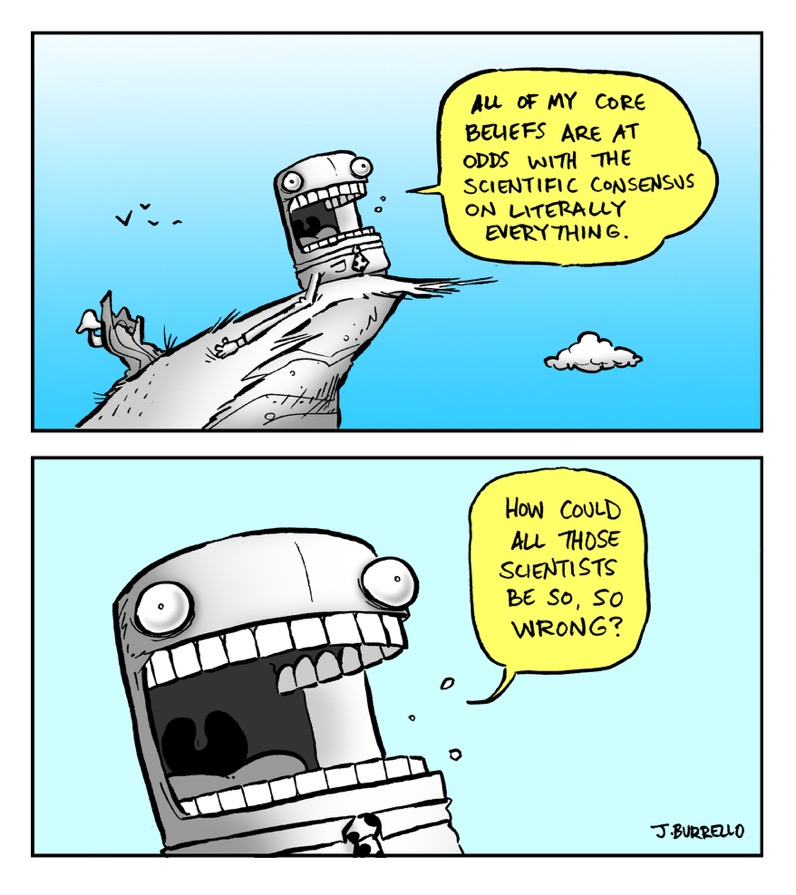 ALL OF MY CORE
BELIEFS ARE AT
ODDS WITH THE
SCIENTIFIC CONSENSUS
ON LITERALLY
EVERYTHING.
HOW COULD
ALL THOSE
SCIENTISTS
BE SO, SO
WRONG?
J.BURRELLO